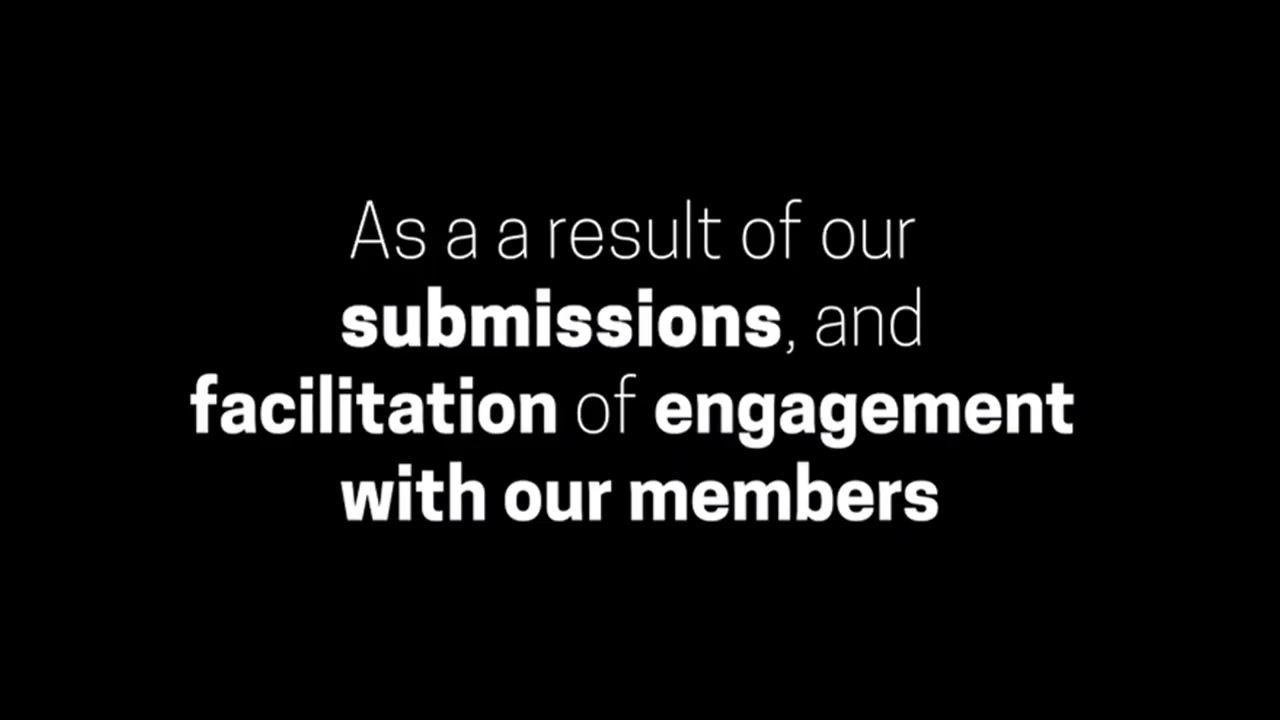 As a a result of our
submissions, and
facilitation of engagement
with our members